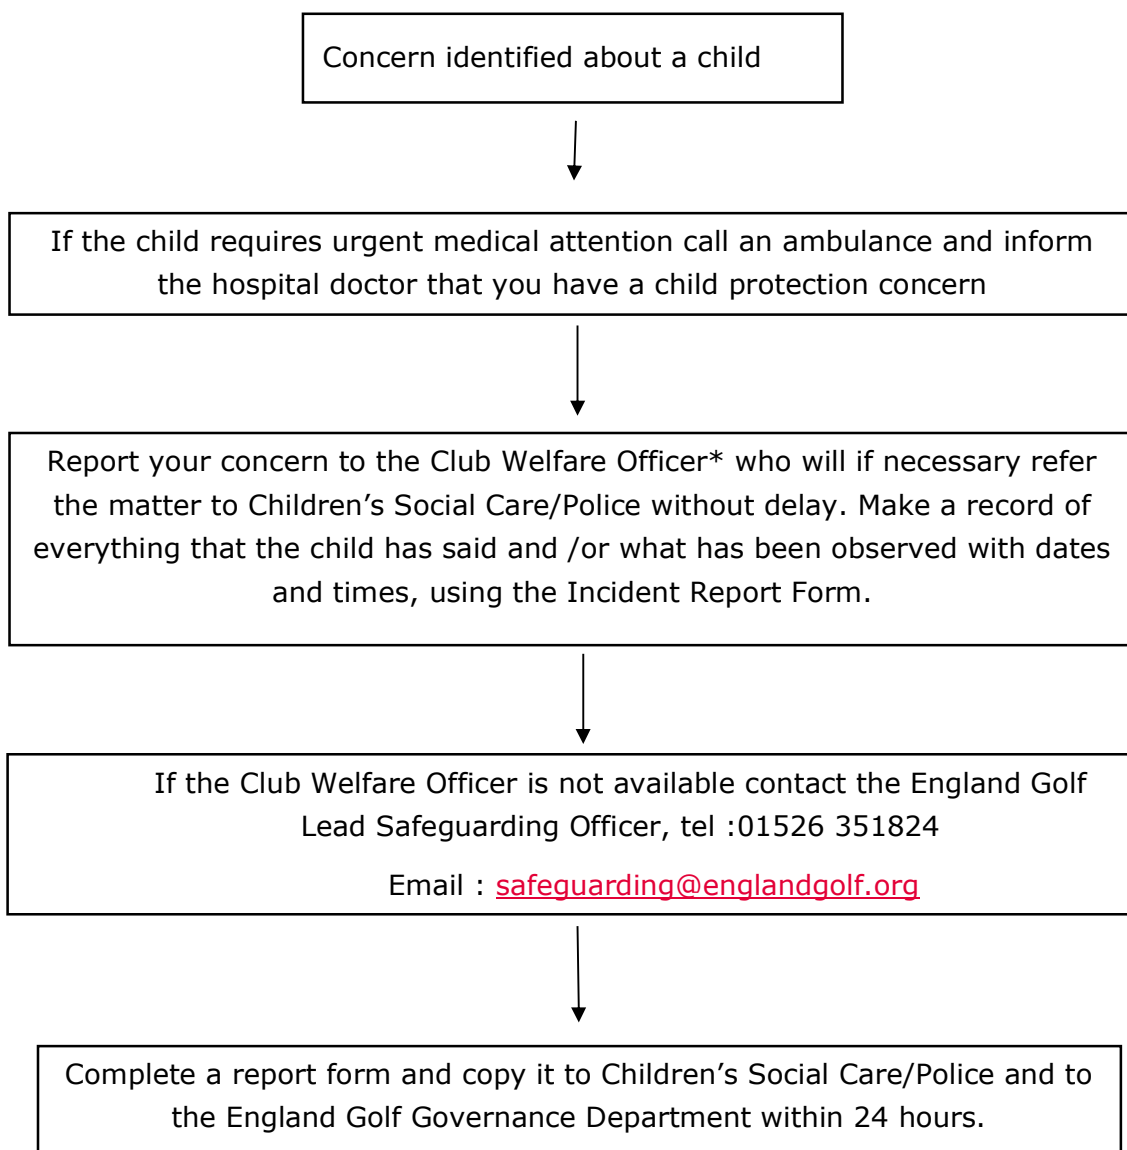 Concern identified about a child
If the child requires urgent medical attention call an ambulance and inform
the hospital doctor that you have a child protection concern
Report your concern to the Club Welfare Officer* who will if necessary refer
the matter to Children’s Social Care/Police without delay. Make a record of
everything that the child has said and /or what has been observed with dates
and times, using the Incident Report Form.
If the Club Welfare Officer is not available contact the England Golf
Lead Safeguarding Officer, tel :01526 351824
Email : safeguarding@englandgolf.org
Complete a report form and copy it to Children’s Social Care/Police and to
the England Golf Governance Department within 24 hours.